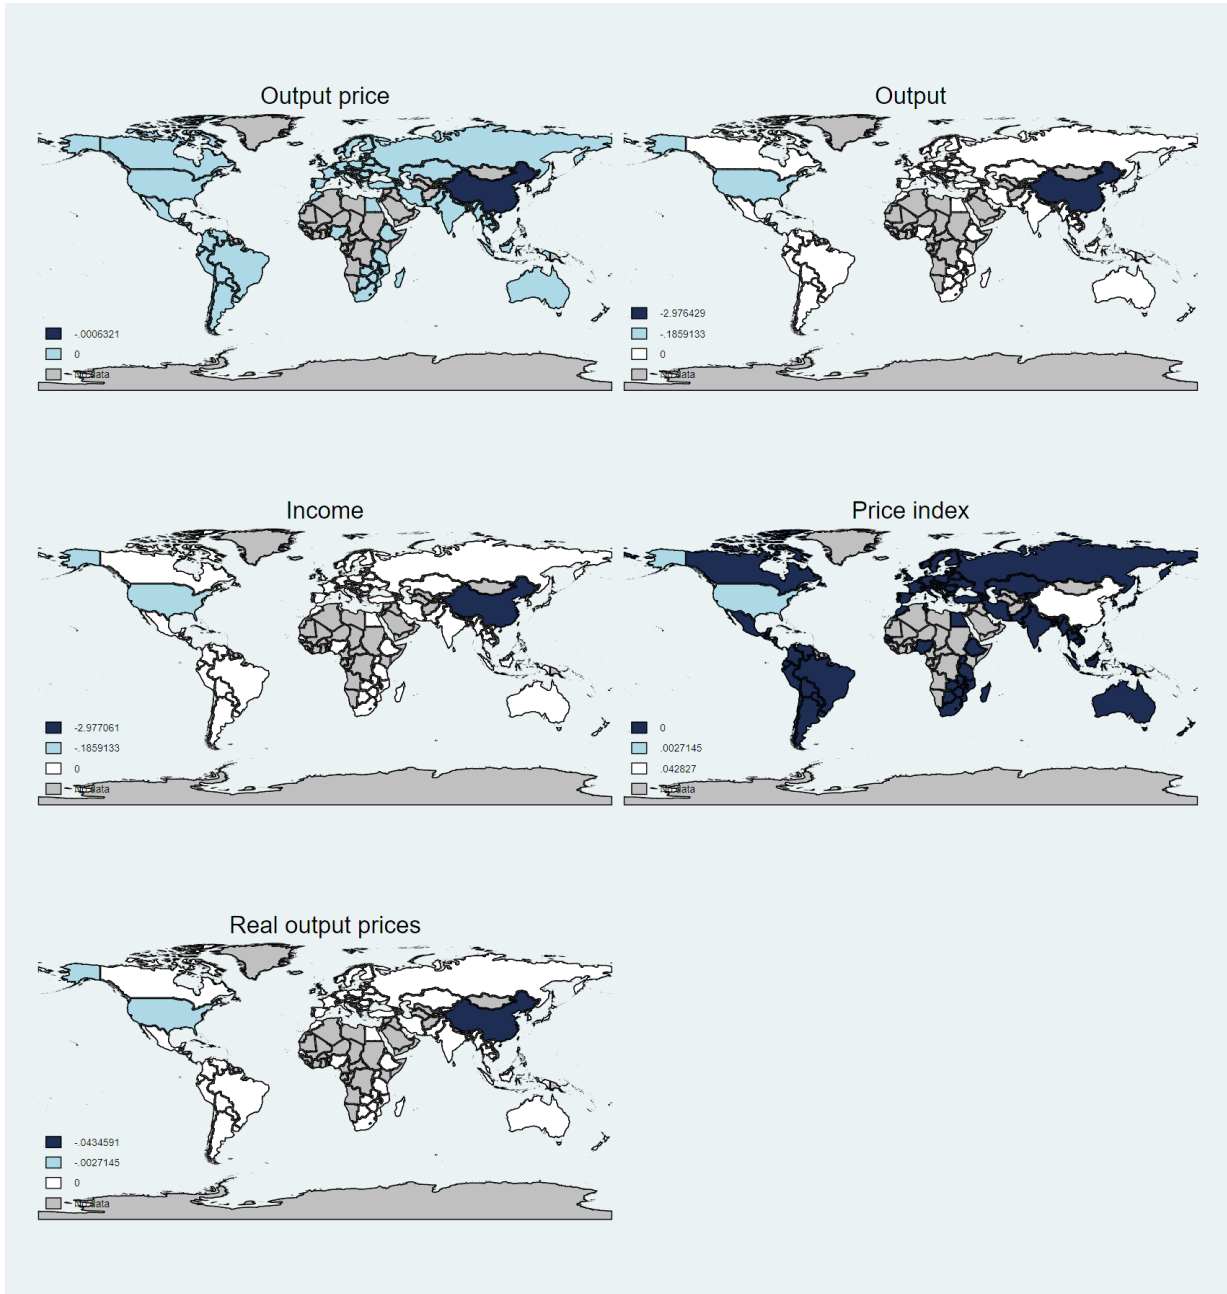 Output price
-.0006321
0
No data
Output
-2.976429
-.1859133
0
No data
Income
-2.977061
-.1859133
0
No data
Price index
0
.0027145
.042827
No data
Real output prices
-.0434591
-.0027145
0
No data